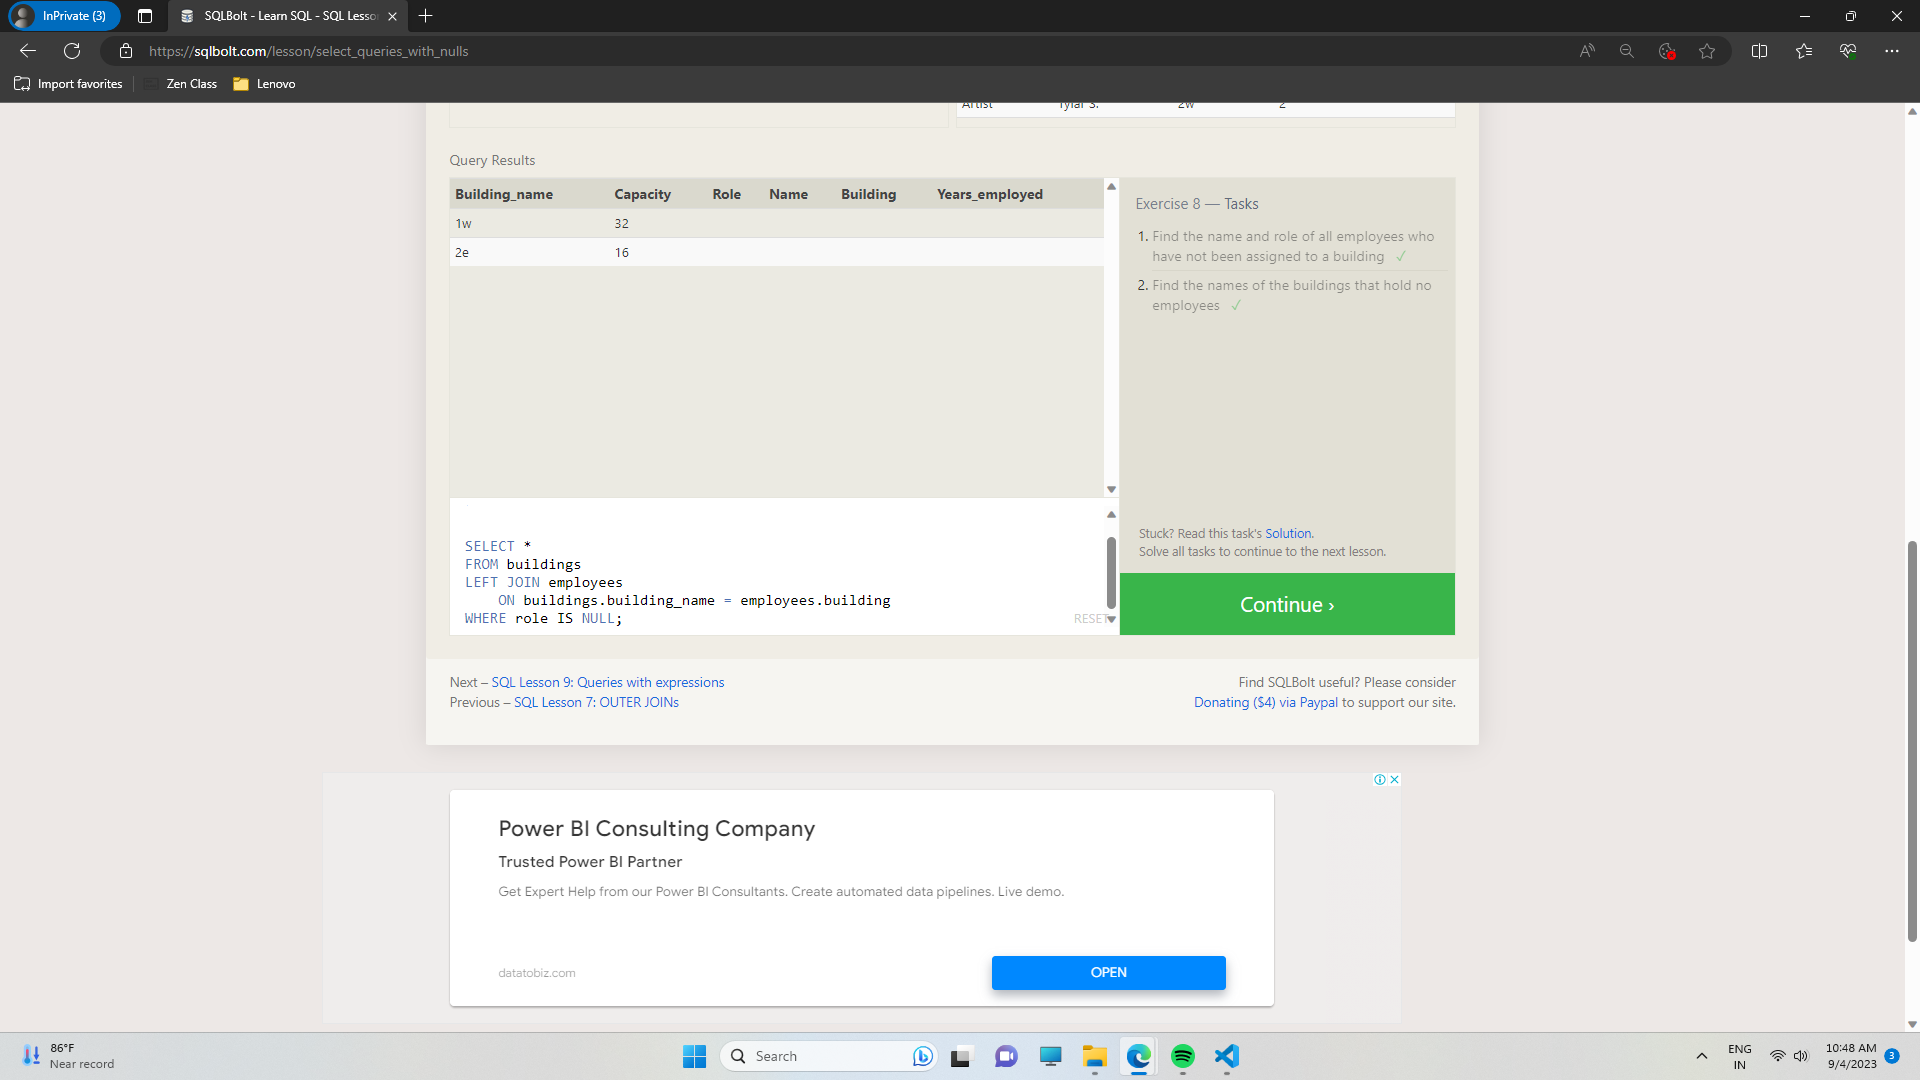 InPrivate (3)
SQLBolt - Learn SQL - SQL Lesso
https://sqlbolt.com/lesson/select_queries_with_nulls
Import favorites
Zen Class
Lenovo
Artist Tylar S. 2w 2
Query Results
Building_name Capacity Role Name Building Years_employed
1w 32
2e 16
Exercise 8 — Tasks
1. Find the name and role of all employees who
have not been assigned to a building ✓
2. Find the names of the buildings that hold no
employees ✓
Stuck? Read this task's Solution.
Solve all tasks to continue to the next lesson.
Continue ›
SELECT *
FROM buildings
LEFT JOIN employees
ON buildings.building_name = employees.building
WHERE role IS NULL;
RESET
Next – SQL Lesson 9: Queries with expressions
Previous – SQL Lesson 7: OUTER JOINs
Find SQLBolt useful? Please consider
Donating ($4) via Paypal to support our site.
Power BI Consulting Company
Trusted Power BI Partner
Get Expert Help from our Power BI Consultants. Create automated data pipelines. Live demo.
datatobiz.com
OPEN
86°F
Near record
Search
ENG
IN
10:48 AM
9/4/2023
3